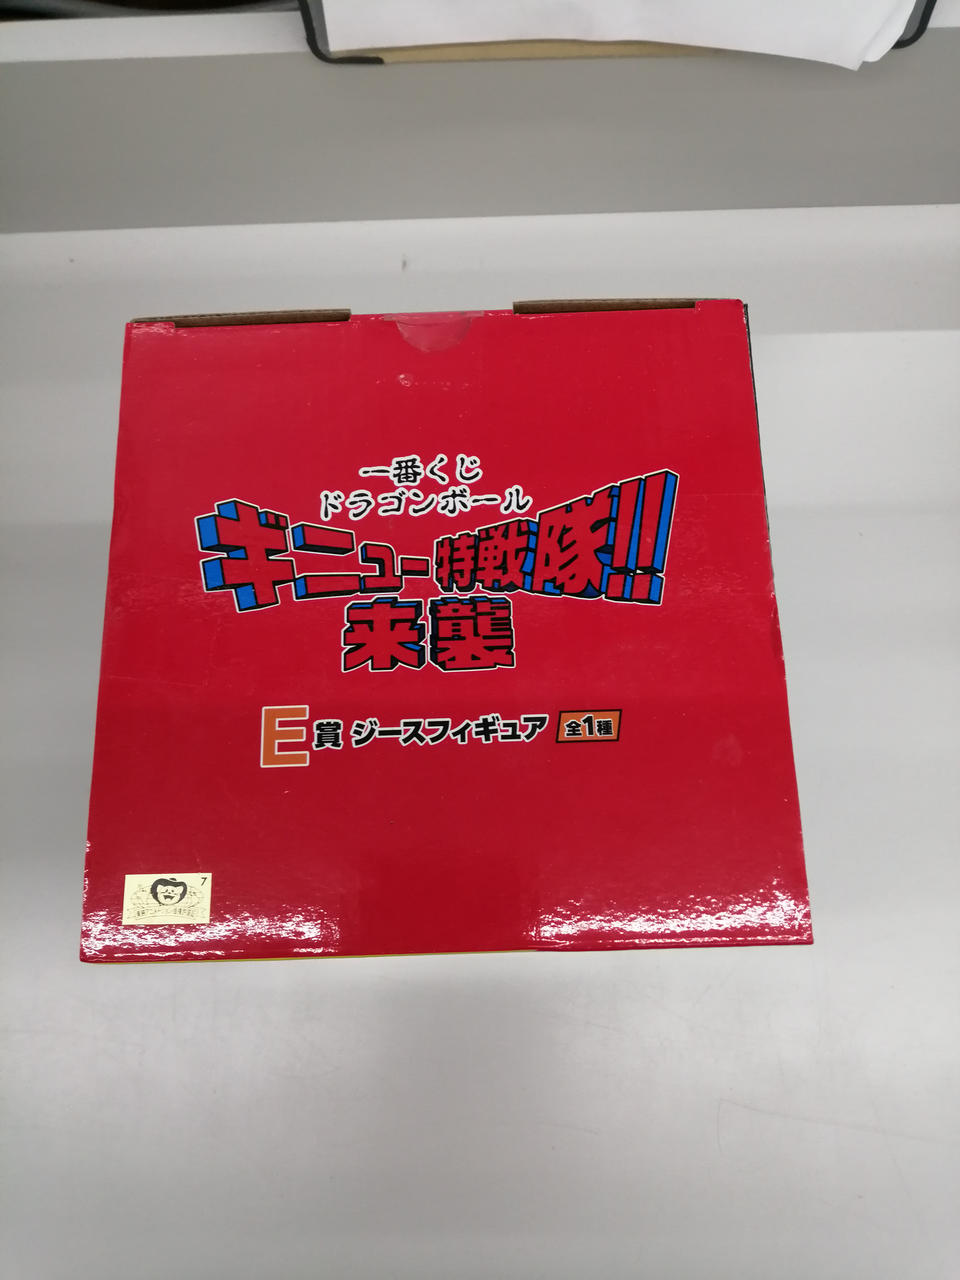 一番くじ
ドラゴンボール
ギニュー特戦隊!!
来襲
E賞 ジースフィギュア 全1種
7